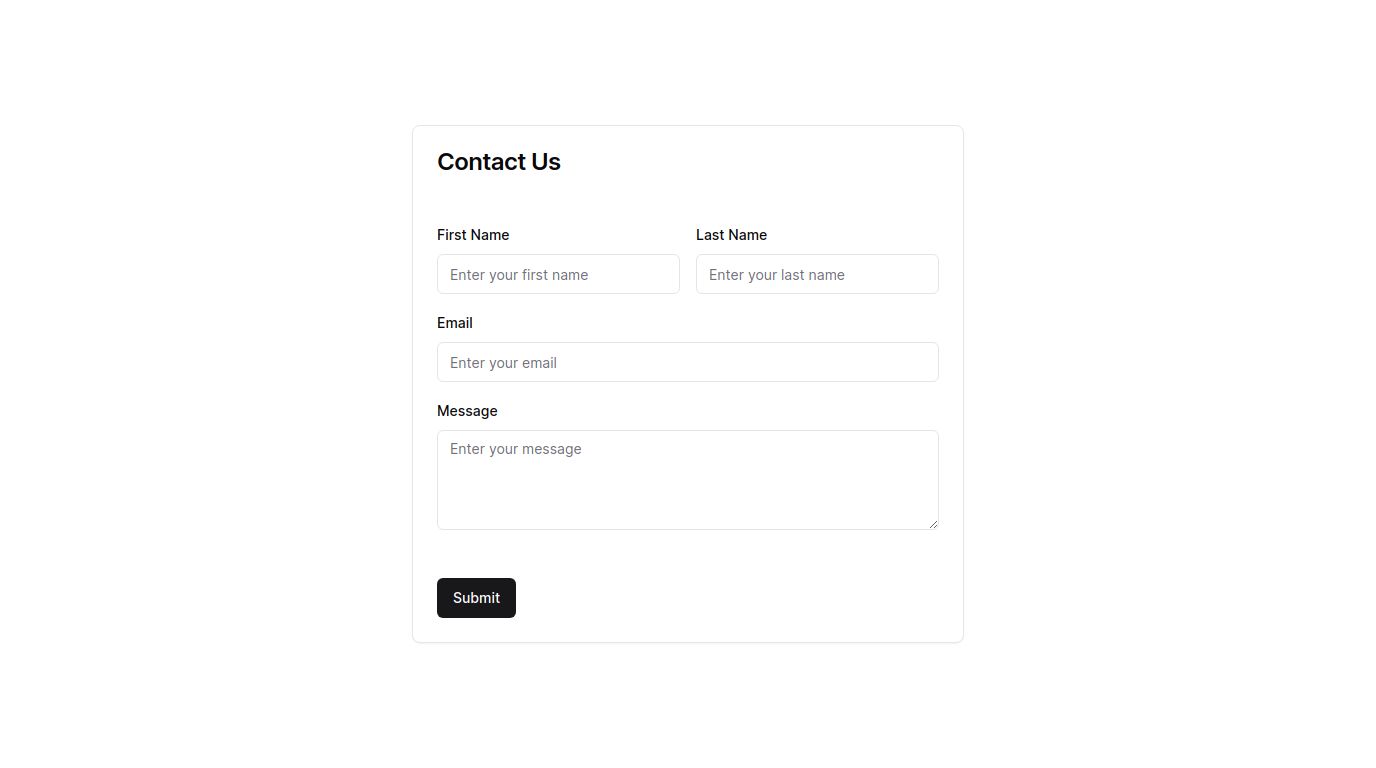 Contact Us
First Name
Last Name
Enter your first name
Enter your last name
Email
Enter your email
Message
Enter your message
Submit